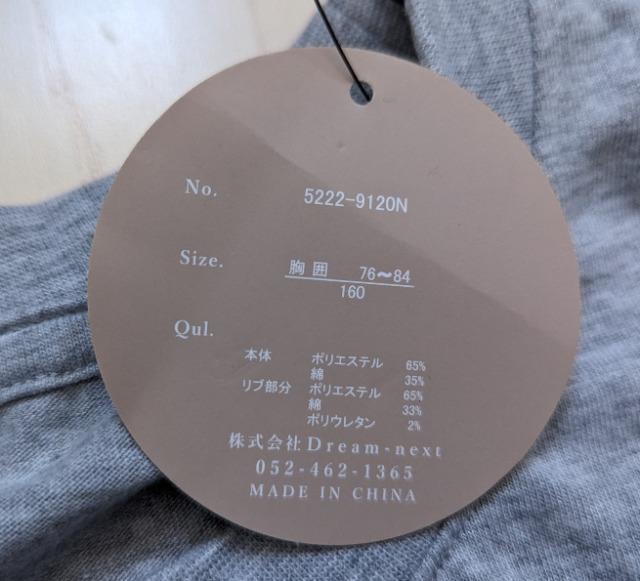 No. 5222-9120N
Size. 胸囲 76〜84
160
Qul.
本体 ポリエステル 65%
綿 35%
リブ部分 ポリエステル 65%
綿 33%
ポリウレタン 2%
株式会社Dream-next
052-462-1365
MADE IN CHINA